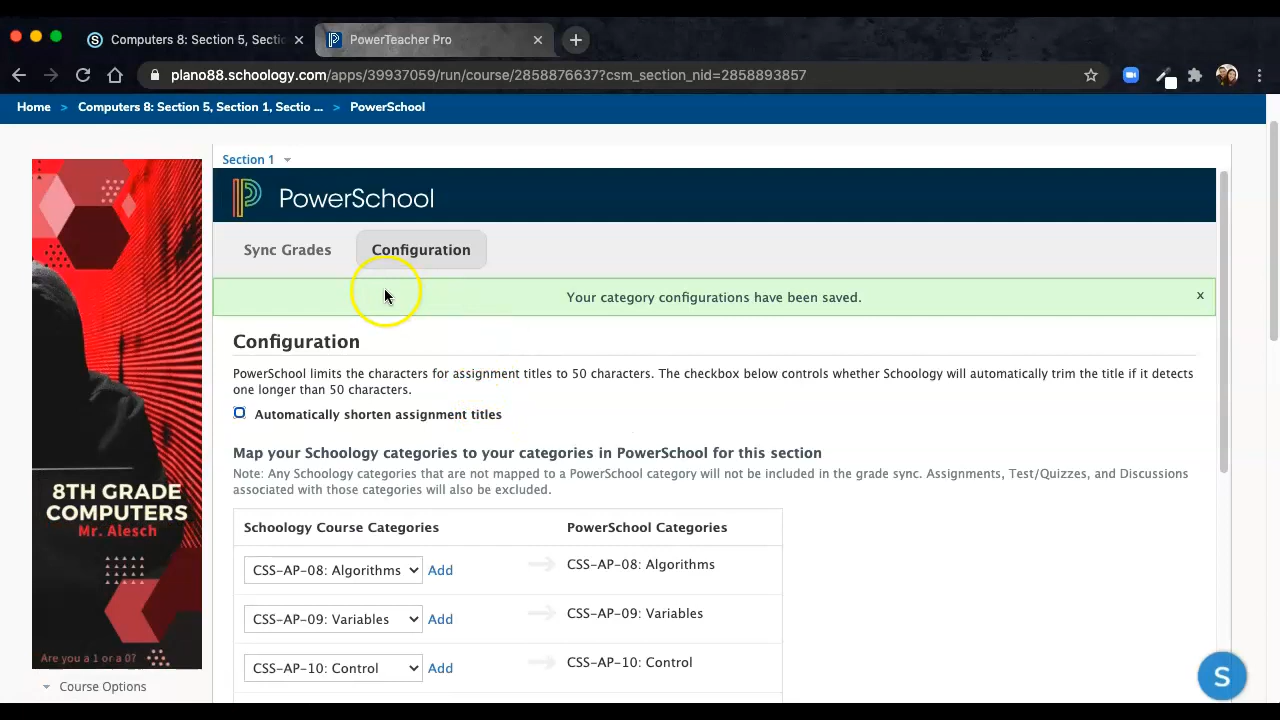 Computers 8: Section 5, Sectic
PowerTeacher Pro
plano88.schoology.com/apps/39937059/run/course/2858876637?csm_section_nid=2858893857
Home > Computers 8: Section 5, Section 1, Sectio ... > PowerSchool
Section 1
PowerSchool
Sync Grades
Configuration
Your category configurations have been saved.
x
Configuration
PowerSchool limits the characters for assignment titles to 50 characters. The checkbox below controls whether Schoology will automatically trim the title if it detects
one longer than 50 characters.
Automatically shorten assignment titles
Map your Schoology categories to your categories in PowerSchool for this section
Note: Any Schoology categories that are not mapped to a PowerSchool category will not be included in the grade sync. Assignments, Test/Quizzes, and Discussions
associated with those categories will also be excluded.
Schoology Course Categories
PowerSchool Categories
CSS-AP-08: Algorithms Add CSS-AP-08: Algorithms
CSS-AP-09: Variables Add CSS-AP-09: Variables
CSS-AP-10: Control Add CSS-AP-10: Control
8TH GRADE
COMPUTERS
Mr. Alesch
Are you a 1 or a 0?
Course Options
S